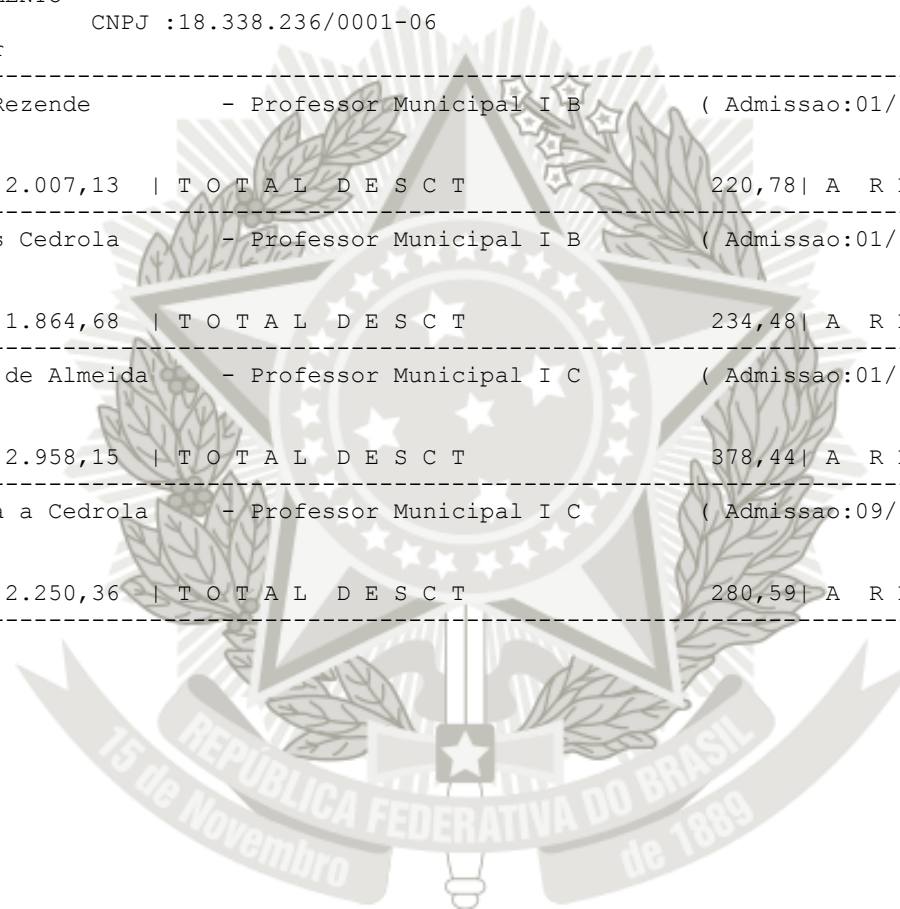 CNPJ :18.338.236/0001-06
Rezende - Professor Municipal I B ( Admissao:01/
2.007,13 | T O T A L D E S C T 220,78| A R
s Cedrola - Professor Municipal I B ( Admissao:01/
1.864,68 | T O T A L D E S C T 234,48| A R
de Almeida - Professor Municipal I C ( Admissao:01/
2.958,15 | T O T A L D E S C T 378,44| A R
a a Cedrola - Professor Municipal I C ( Admissao:09/
2.250,36 | T O T A L D E S C T 280,59| A R
REPÚBLICA FEDERATIVA DO BRASIL
15 de Novembro de 1889